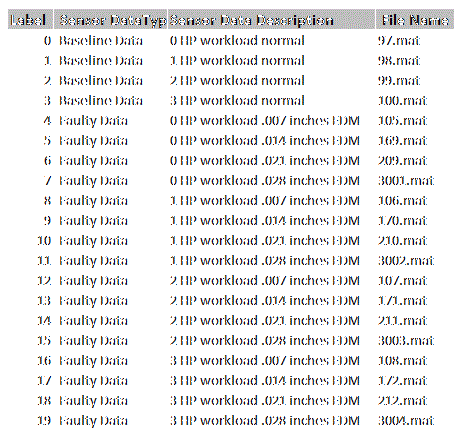 Label Sensor DataTyp Sensor Data Description File Name
0 Baseline Data 0 HP workload normal 97.mat
1 Baseline Data 1 HP workload normal 98.mat
2 Baseline Data 2 HP workload normal 99.mat
3 Baseline Data 3 HP workload normal 100.mat
4 Faulty Data 0 HP workload .007 inches EDM 105.mat
5 Faulty Data 0 HP workload .014 inches EDM 169.mat
6 Faulty Data 0 HP workload .021 inches EDM 209.mat
7 Faulty Data 0 HP workload .028 inches EDM 3001.mat
8 Faulty Data 1 HP workload .007 inches EDM 106.mat
9 Faulty Data 1 HP workload .014 inches EDM 170.mat
10 Faulty Data 1 HP workload .021 inches EDM 210.mat
11 Faulty Data 1 HP workload .028 inches EDM 3002.mat
12 Faulty Data 2 HP workload .007 inches EDM 107.mat
13 Faulty Data 2 HP workload .014 inches EDM 171.mat
14 Faulty Data 2 HP workload .021 inches EDM 211.mat
15 Faulty Data 2 HP workload .028 inches EDM 3003.mat
16 Faulty Data 3 HP workload .007 inches EDM 108.mat
17 Faulty Data 3 HP workload .014 inches EDM 172.mat
18 Faulty Data 3 HP workload .021 inches EDM 212.mat
19 Faulty Data 3 HP workload .028 inches EDM 3004.mat